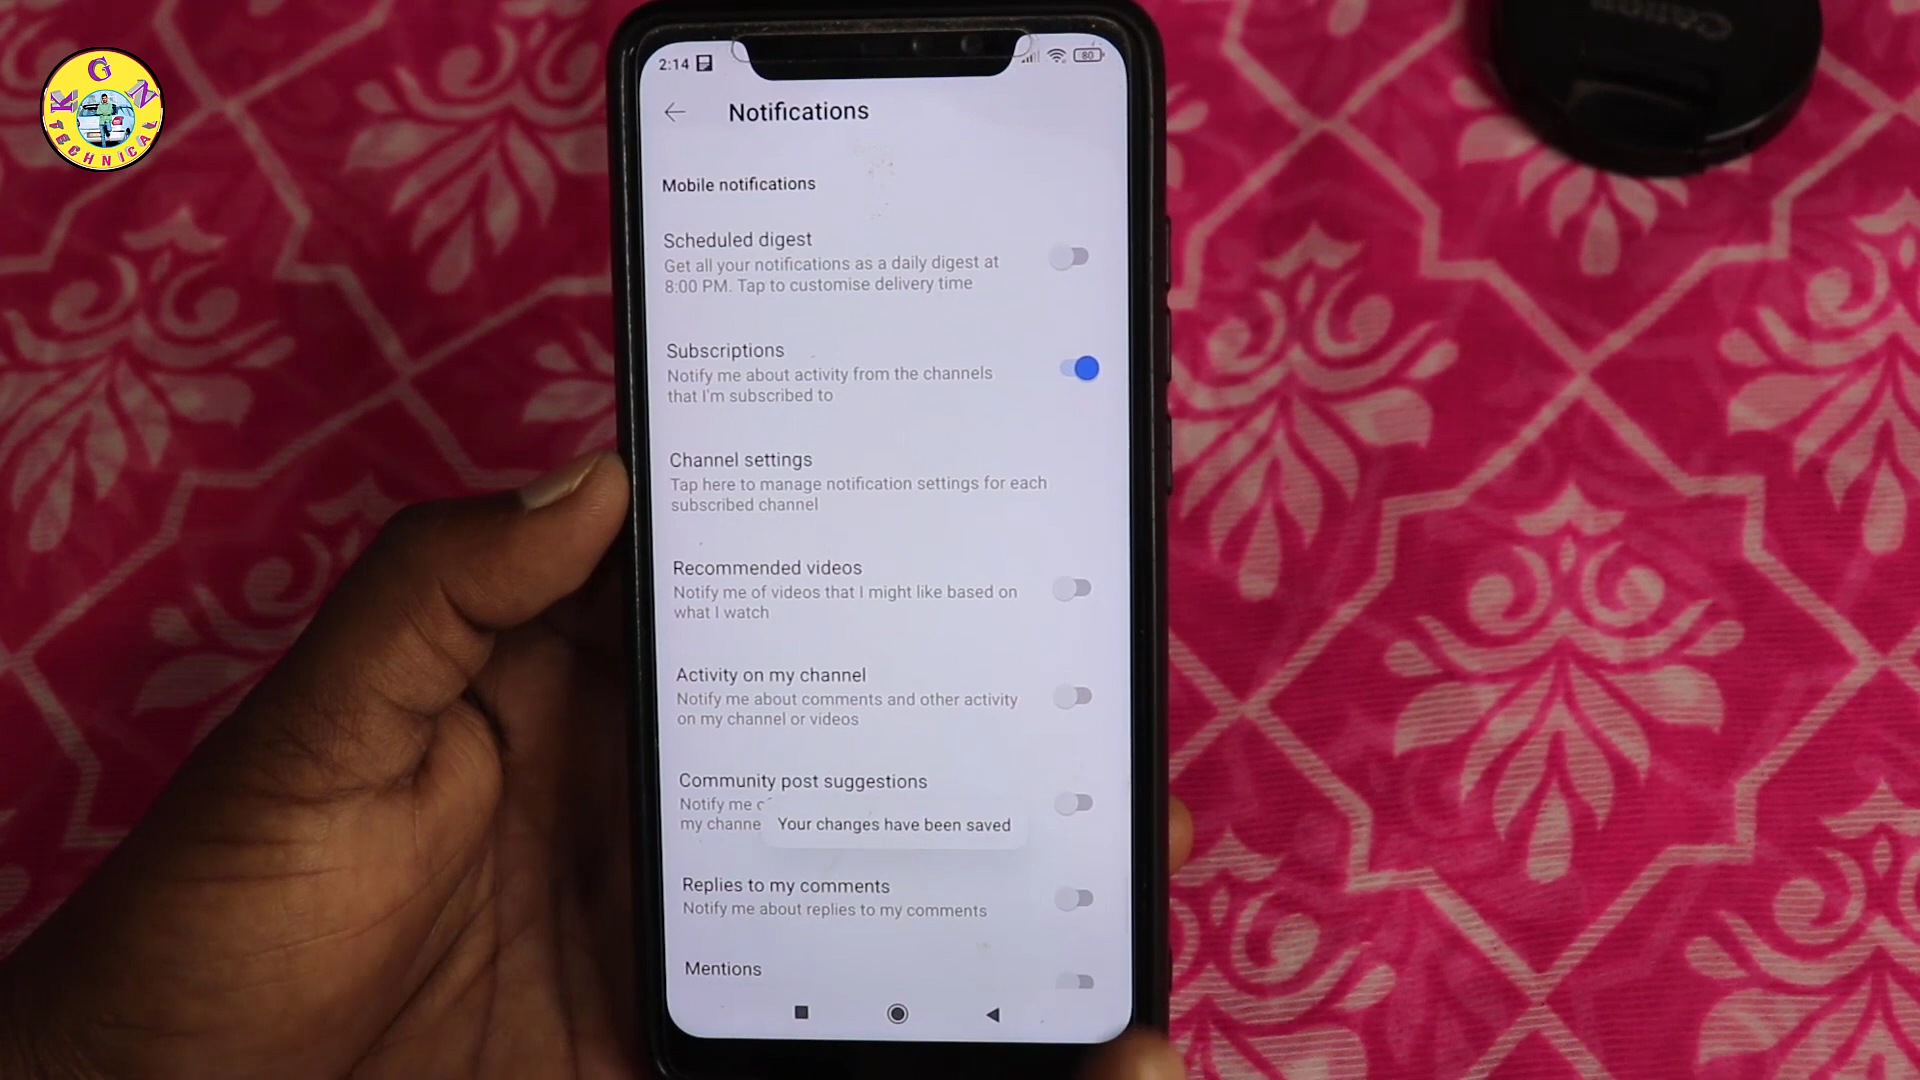 KGN
TECHNICAL
Canon
2:14
80
Notifications
Mobile notifications
Scheduled digest
Get all your notifications as a daily digest at
8:00 PM. Tap to customise delivery time
Subscriptions
Notify me about activity from the channels
that I'm subscribed to
Channel settings
Tap here to manage notification settings for each
subscribed channel
Recommended videos
Notify me of videos that I might like based on
what I watch
Activity on my channel
Notify me about comments and other activity
on my channel or videos
Community post suggestions
Notify me
my channe
Your changes have been saved
Replies to my comments
Notify me about replies to my comments
Mentions